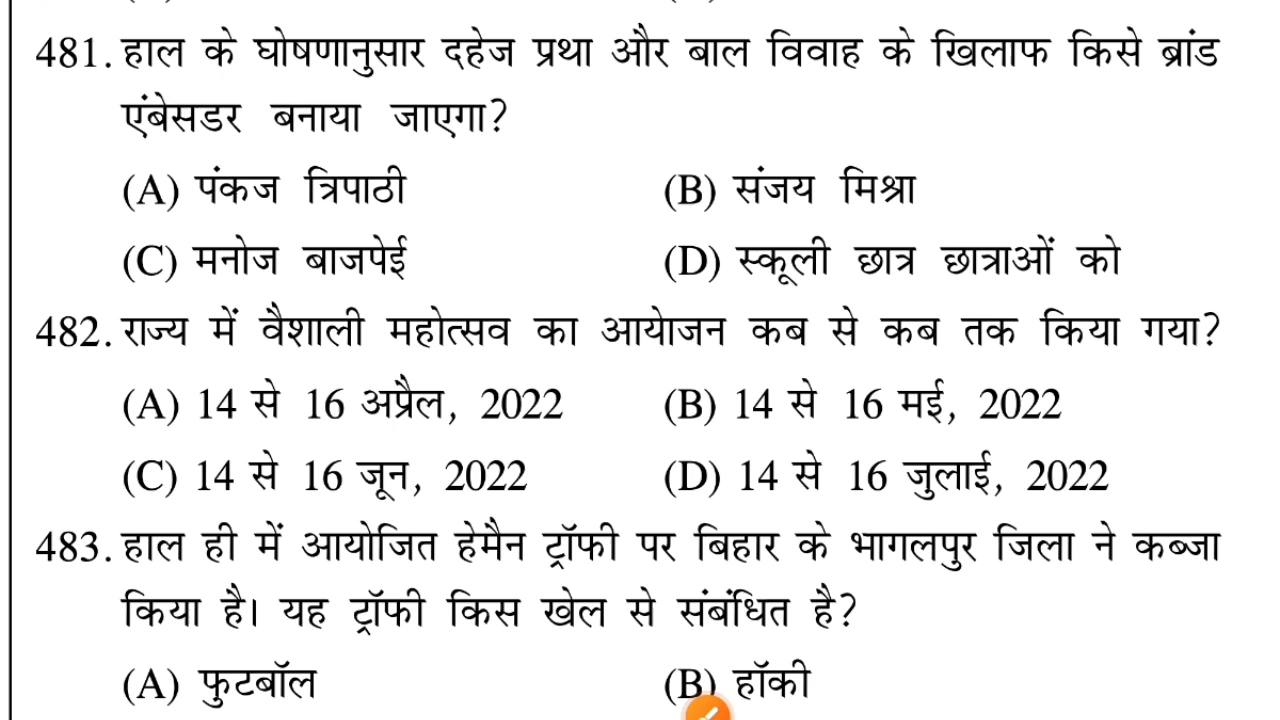 481. हाल के घोषणानुसार दहेज प्रथा और बाल विवाह के खिलाफ किसे ब्रांड
एंबेसडर बनाया जाएगा?
(A) पंकज त्रिपाठी (B) संजय मिश्रा
(C) मनोज बाजपेई (D) स्कूली छात्र छात्राओं को
482. राज्य में वैशाली महोत्सव का आयेाजन कब से कब तक किया गया?
(A) 14 से 16 अप्रैल, 2022 (B) 14 से 16 मई, 2022
(C) 14 से 16 जून, 2022 (D) 14 से 16 जुलाई, 2022
483. हाल ही में आयोजित हेमैन ट्रॉफी पर बिहार के भागलपुर जिला ने कब्जा
किया है। यह ट्रॉफी किस खेल से संबंधित है?
(A) फुटबॉल (B) हॉकी